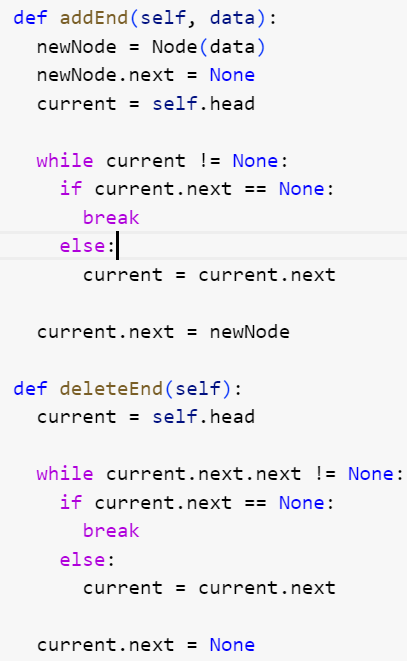 def addEnd(self, data):
  newNode = Node(data)
  newNode.next = None
  current = self.head

  while current != None:
    if current.next == None:
      break
    else:
      current = current.next

  current.next = newNode

def deleteEnd(self):
  current = self.head

  while current.next.next != None:
    if current.next == None:
      break
    else:
      current = current.next

  current.next = None